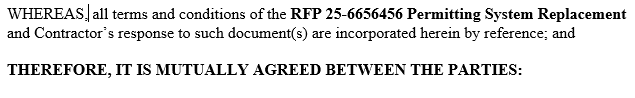 WHEREAS, all terms and conditions of the RFP 25-6656456 Permitting System Replacement
and Contractor's response to such document(s) are incorporated herein by reference; and
THEREFORE, IT IS MUTUALLY AGREED BETWEEN THE PARTIES: